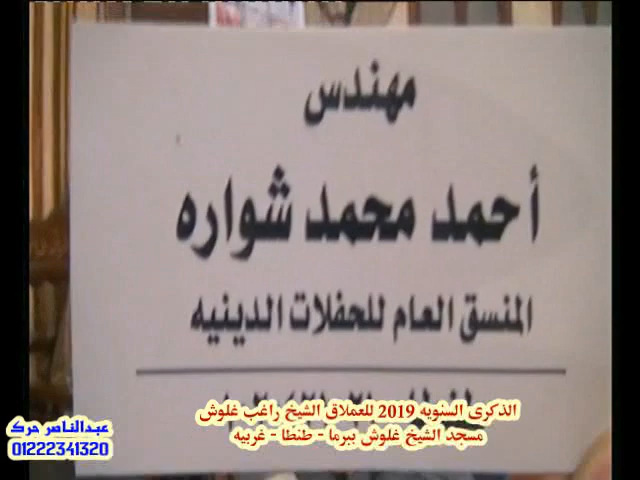 مهندس
أحمد محمد شواره
المنسق العام للحفلات الدينيه
الذكرى السنويه 2019 للعملاق الشيخ راغب غلوش
مسجد الشيخ غلوش ببرما - طنطا - غربيه
عبدالناصر حرك
01222341320